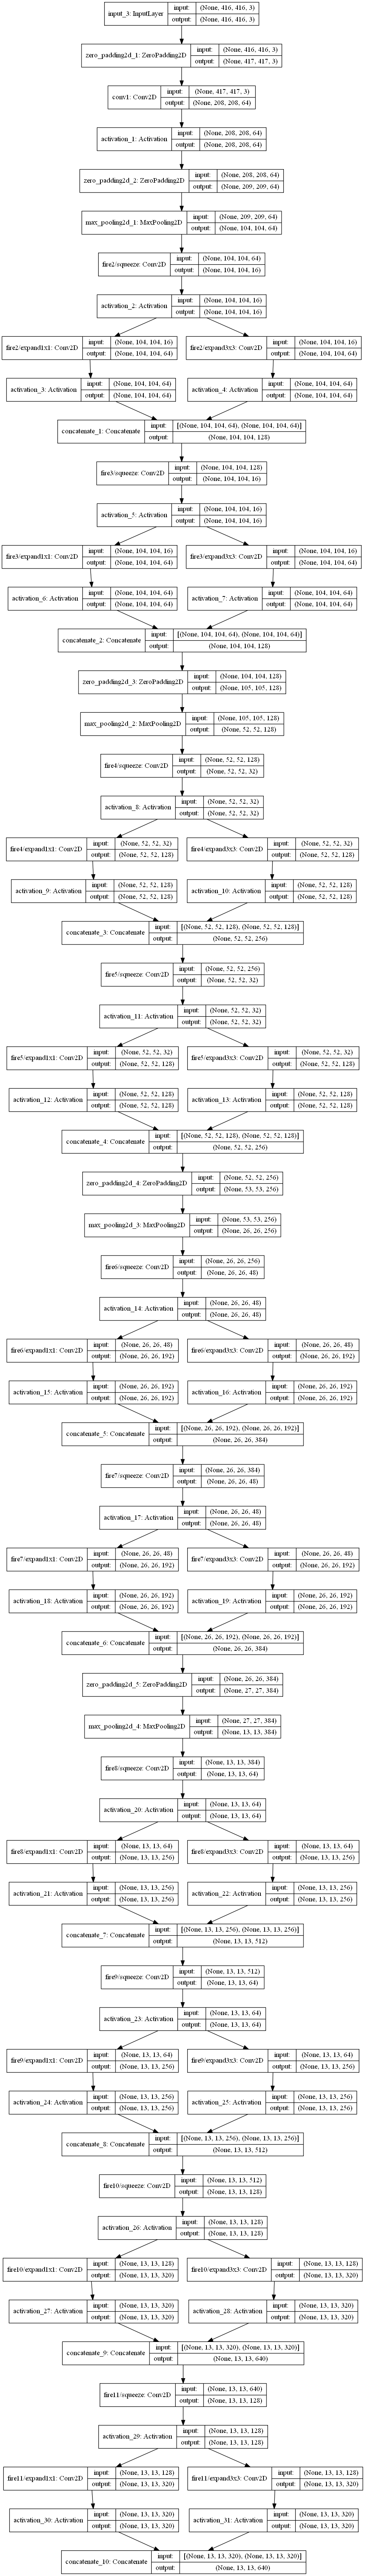 input_3: InputLayer
input: (None, 416, 416, 3)
output: (None, 416, 416, 3)
zero_padding2d_1: ZeroPadding2D
input: (None, 416, 416, 3)
output: (None, 417, 417, 3)
conv1: Conv2D
input: (None, 417, 417, 3)
output: (None, 208, 208, 64)
activation_1: Activation
input: (None, 208, 208, 64)
output: (None, 208, 208, 64)
zero_padding2d_2: ZeroPadding2D
input: (None, 208, 208, 64)
output: (None, 209, 209, 64)
max_pooling2d_1: MaxPooling2D
input: (None, 209, 209, 64)
output: (None, 104, 104, 64)
fire2/squeeze: Conv2D
input: (None, 104, 104, 64)
output: (None, 104, 104, 16)
activation_2: Activation
input: (None, 104, 104, 16)
output: (None, 104, 104, 16)
fire2/expand1x1: Conv2D
input: (None, 104, 104, 16)
output: (None, 104, 104, 64)
fire2/expand3x3: Conv2D
input: (None, 104, 104, 16)
output: (None, 104, 104, 64)
activation_3: Activation
input: (None, 104, 104, 64)
output: (None, 104, 104, 64)
activation_4: Activation
input: (None, 104, 104, 64)
output: (None, 104, 104, 64)
concatenate_1: Concatenate
input: [(None, 104, 104, 64), (None, 104, 104, 64)]
output: (None, 104, 104, 128)
fire3/squeeze: Conv2D
input: (None, 104, 104, 128)
output: (None, 104, 104, 16)
activation_5: Activation
input: (None, 104, 104, 16)
output: (None, 104, 104, 16)
fire3/expand1x1: Conv2D
input: (None, 104, 104, 16)
output: (None, 104, 104, 64)
fire3/expand3x3: Conv2D
input: (None, 104, 104, 16)
output: (None, 104, 104, 64)
activation_6: Activation
input: (None, 104, 104, 64)
output: (None, 104, 104, 64)
activation_7: Activation
input: (None, 104, 104, 64)
output: (None, 104, 104, 64)
concatenate_2: Concatenate
input: [(None, 104, 104, 64), (None, 104, 104, 64)]
output: (None, 104, 104, 128)
zero_padding2d_3: ZeroPadding2D
input: (None, 104, 104, 128)
output: (None, 105, 105, 128)
max_pooling2d_2: MaxPooling2D
input: (None, 105, 105, 128)
output: (None, 52, 52, 128)
fire4/squeeze: Conv2D
input: (None, 52, 52, 128)
output: (None, 52, 52, 32)
activation_8: Activation
input: (None, 52, 52, 32)
output: (None, 52, 52, 32)
fire4/expand1x1: Conv2D
input: (None, 52, 52, 32)
output: (None, 52, 52, 128)
fire4/expand3x3: Conv2D
input: (None, 52, 52, 32)
output: (None, 52, 52, 128)
activation_9: Activation
input: (None, 52, 52, 128)
output: (None, 52, 52, 128)
activation_10: Activation
input: (None, 52, 52, 128)
output: (None, 52, 52, 128)
concatenate_3: Concatenate
input: [(None, 52, 52, 128), (None, 52, 52, 128)]
output: (None, 52, 52, 256)
fire5/squeeze: Conv2D
input: (None, 52, 52, 256)
output: (None, 52, 52, 32)
activation_11: Activation
input: (None, 52, 52, 32)
output: (None, 52, 52, 32)
fire5/expand1x1: Conv2D
input: (None, 52, 52, 32)
output: (None, 52, 52, 128)
fire5/expand3x3: Conv2D
input: (None, 52, 52, 32)
output: (None, 52, 52, 128)
activation_12: Activation
input: (None, 52, 52, 128)
output: (None, 52, 52, 128)
activation_13: Activation
input: (None, 52, 52, 128)
output: (None, 52, 52, 128)
concatenate_4: Concatenate
input: [(None, 52, 52, 128), (None, 52, 52, 128)]
output: (None, 52, 52, 256)
zero_padding2d_4: ZeroPadding2D
input: (None, 52, 52, 256)
output: (None, 53, 53, 256)
max_pooling2d_3: MaxPooling2D
input: (None, 53, 53, 256)
output: (None, 26, 26, 256)
fire6/squeeze: Conv2D
input: (None, 26, 26, 256)
output: (None, 26, 26, 48)
activation_14: Activation
input: (None, 26, 26, 48)
output: (None, 26, 26, 48)
fire6/expand1x1: Conv2D
input: (None, 26, 26, 48)
output: (None, 26, 26, 192)
fire6/expand3x3: Conv2D
input: (None, 26, 26, 48)
output: (None, 26, 26, 192)
activation_15: Activation
input: (None, 26, 26, 192)
output: (None, 26, 26, 192)
activation_16: Activation
input: (None, 26, 26, 192)
output: (None, 26, 26, 192)
concatenate_5: Concatenate
input: [(None, 26, 26, 192), (None, 26, 26, 192)]
output: (None, 26, 26, 384)
fire7/squeeze: Conv2D
input: (None, 26, 26, 384)
output: (None, 26, 26, 48)
activation_17: Activation
input: (None, 26, 26, 48)
output: (None, 26, 26, 48)
fire7/expand1x1: Conv2D
input: (None, 26, 26, 48)
output: (None, 26, 26, 192)
fire7/expand3x3: Conv2D
input: (None, 26, 26, 48)
output: (None, 26, 26, 192)
activation_18: Activation
input: (None, 26, 26, 192)
output: (None, 26, 26, 192)
activation_19: Activation
input: (None, 26, 26, 192)
output: (None, 26, 26, 192)
concatenate_6: Concatenate
input: [(None, 26, 26, 192), (None, 26, 26, 192)]
output: (None, 26, 26, 384)
zero_padding2d_5: ZeroPadding2D
input: (None, 26, 26, 384)
output: (None, 27, 27, 384)
max_pooling2d_4: MaxPooling2D
input: (None, 27, 27, 384)
output: (None, 13, 13, 384)
fire8/squeeze: Conv2D
input: (None, 13, 13, 384)
output: (None, 13, 13, 64)
activation_20: Activation
input: (None, 13, 13, 64)
output: (None, 13, 13, 64)
fire8/expand1x1: Conv2D
input: (None, 13, 13, 64)
output: (None, 13, 13, 256)
fire8/expand3x3: Conv2D
input: (None, 13, 13, 64)
output: (None, 13, 13, 256)
activation_21: Activation
input: (None, 13, 13, 256)
output: (None, 13, 13, 256)
activation_22: Activation
input: (None, 13, 13, 256)
output: (None, 13, 13, 256)
concatenate_7: Concatenate
input: [(None, 13, 13, 256), (None, 13, 13, 256)]
output: (None, 13, 13, 512)
fire9/squeeze: Conv2D
input: (None, 13, 13, 512)
output: (None, 13, 13, 64)
activation_23: Activation
input: (None, 13, 13, 64)
output: (None, 13, 13, 64)
fire9/expand1x1: Conv2D
input: (None, 13, 13, 64)
output: (None, 13, 13, 256)
fire9/expand3x3: Conv2D
input: (None, 13, 13, 64)
output: (None, 13, 13, 256)
activation_24: Activation
input: (None, 13, 13, 256)
output: (None, 13, 13, 256)
activation_25: Activation
input: (None, 13, 13, 256)
output: (None, 13, 13, 256)
concatenate_8: Concatenate
input: [(None, 13, 13, 256), (None, 13, 13, 256)]
output: (None, 13, 13, 512)
fire10/squeeze: Conv2D
input: (None, 13, 13, 512)
output: (None, 13, 13, 128)
activation_26: Activation
input: (None, 13, 13, 128)
output: (None, 13, 13, 128)
fire10/expand1x1: Conv2D
input: (None, 13, 13, 128)
output: (None, 13, 13, 320)
fire10/expand3x3: Conv2D
input: (None, 13, 13, 128)
output: (None, 13, 13, 320)
activation_27: Activation
input: (None, 13, 13, 320)
output: (None, 13, 13, 320)
activation_28: Activation
input: (None, 13, 13, 320)
output: (None, 13, 13, 320)
concatenate_9: Concatenate
input: [(None, 13, 13, 320), (None, 13, 13, 320)]
output: (None, 13, 13, 640)
fire11/squeeze: Conv2D
input: (None, 13, 13, 640)
output: (None, 13, 13, 128)
activation_29: Activation
input: (None, 13, 13, 128)
output: (None, 13, 13, 128)
fire11/expand1x1: Conv2D
input: (None, 13, 13, 128)
output: (None, 13, 13, 320)
fire11/expand3x3: Conv2D
input: (None, 13, 13, 128)
output: (None, 13, 13, 320)
activation_30: Activation
input: (None, 13, 13, 320)
output: (None, 13, 13, 320)
activation_31: Activation
input: (None, 13, 13, 320)
output: (None, 13, 13, 320)
concatenate_10: Concatenate
input: [(None, 13, 13, 320), (None, 13, 13, 320)]
output: (None, 13, 13, 640)